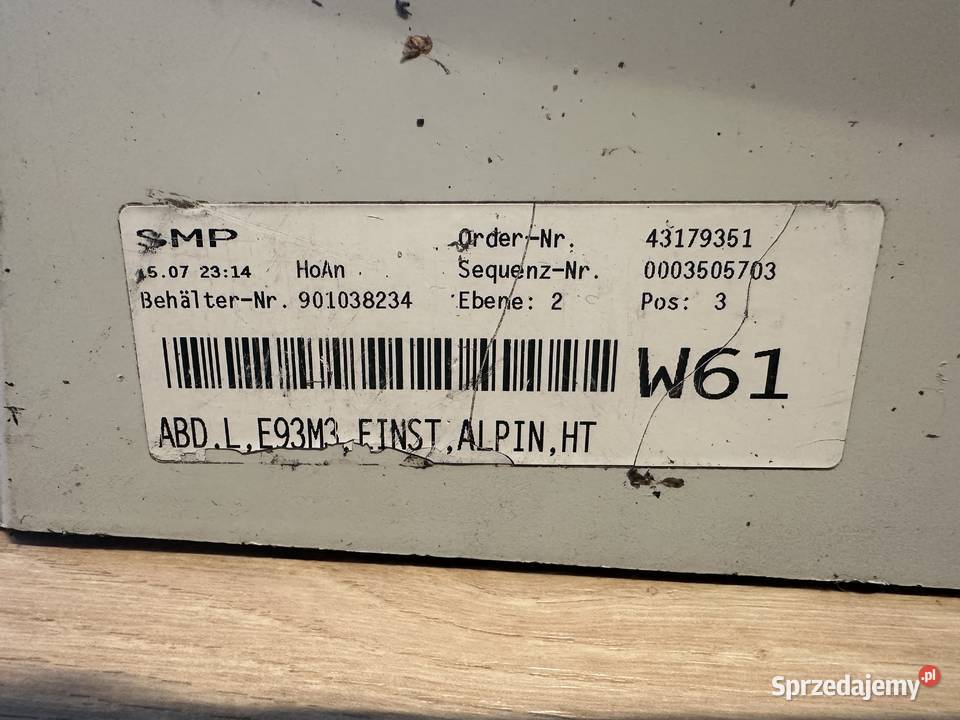 SMP
Order-Nr. 43179351
15.07 23:14 HoAn Sequenz-Nr. 0003505703
Behälter-Nr. 901038234 Ebene: 2 Pos: 3
W61
ABD.L,E93M3,EINST,ALPIN,HT
Sprzedajemy.pl